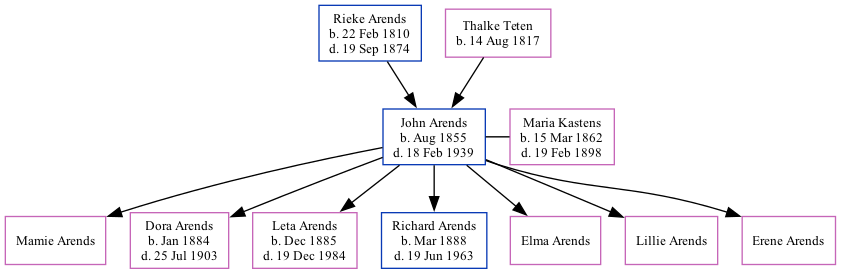 Rieke Arends
b. 22 Feb 1810
d. 19 Sep 1874
Thalke Teten
b. 14 Aug 1817
John Arends
b. Aug 1855
d. 18 Feb 1939
Maria Kastens
b. 15 Mar 1862
d. 19 Feb 1898
Mamie Arends
Dora Arends
b. Jan 1884
d. 25 Jul 1903
Leta Arends
b. Dec 1885
d. 19 Dec 1984
Richard Arends
b. Mar 1888
d. 19 Jun 1963
Elma Arends
Lillie Arends
Erene Arends